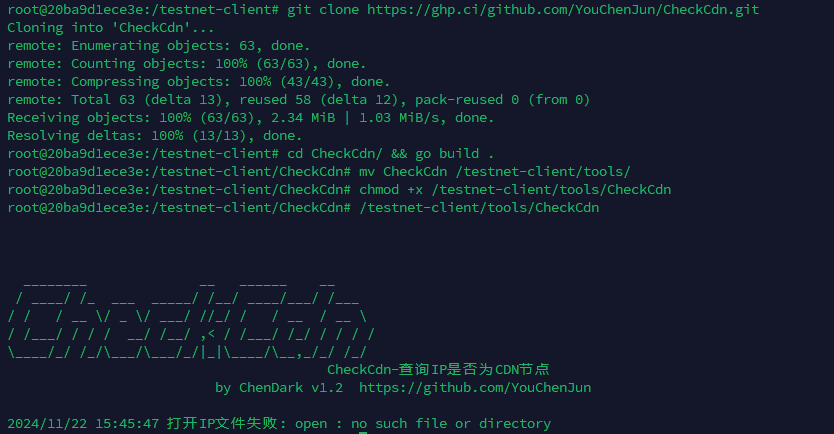 root@20ba9d1ece3e:/testnet-client# git clone https://ghp.ci/github.com/YouChenJun/CheckCdn.git
Cloning into 'CheckCdn'...
remote: Enumerating objects: 63, done.
remote: Counting objects: 100% (63/63), done.
remote: Compressing objects: 100% (43/43), done.
remote: Total 63 (delta 13), reused 58 (delta 12), pack-reused 0 (from 0)
Receiving objects: 100% (63/63), 2.34 MiB | 1.03 MiB/s, done.
Resolving deltas: 100% (13/13), done.
root@20ba9d1ece3e:/testnet-client# cd CheckCdn/ && go build .
root@20ba9d1ece3e:/testnet-client/CheckCdn# mv CheckCdn /testnet-client/tools/
root@20ba9d1ece3e:/testnet-client/CheckCdn# chmod +x /testnet-client/tools/CheckCdn
root@20ba9d1ece3e:/testnet-client/CheckCdn# /testnet-client/tools/CheckCdn
CheckCdn
CheckCdn-查询IP是否为CDN节点
by ChenDark v1.2 https://github.com/YouChenJun
2024/11/22 15:45:47 打开IP文件失败: open : no such file or directory